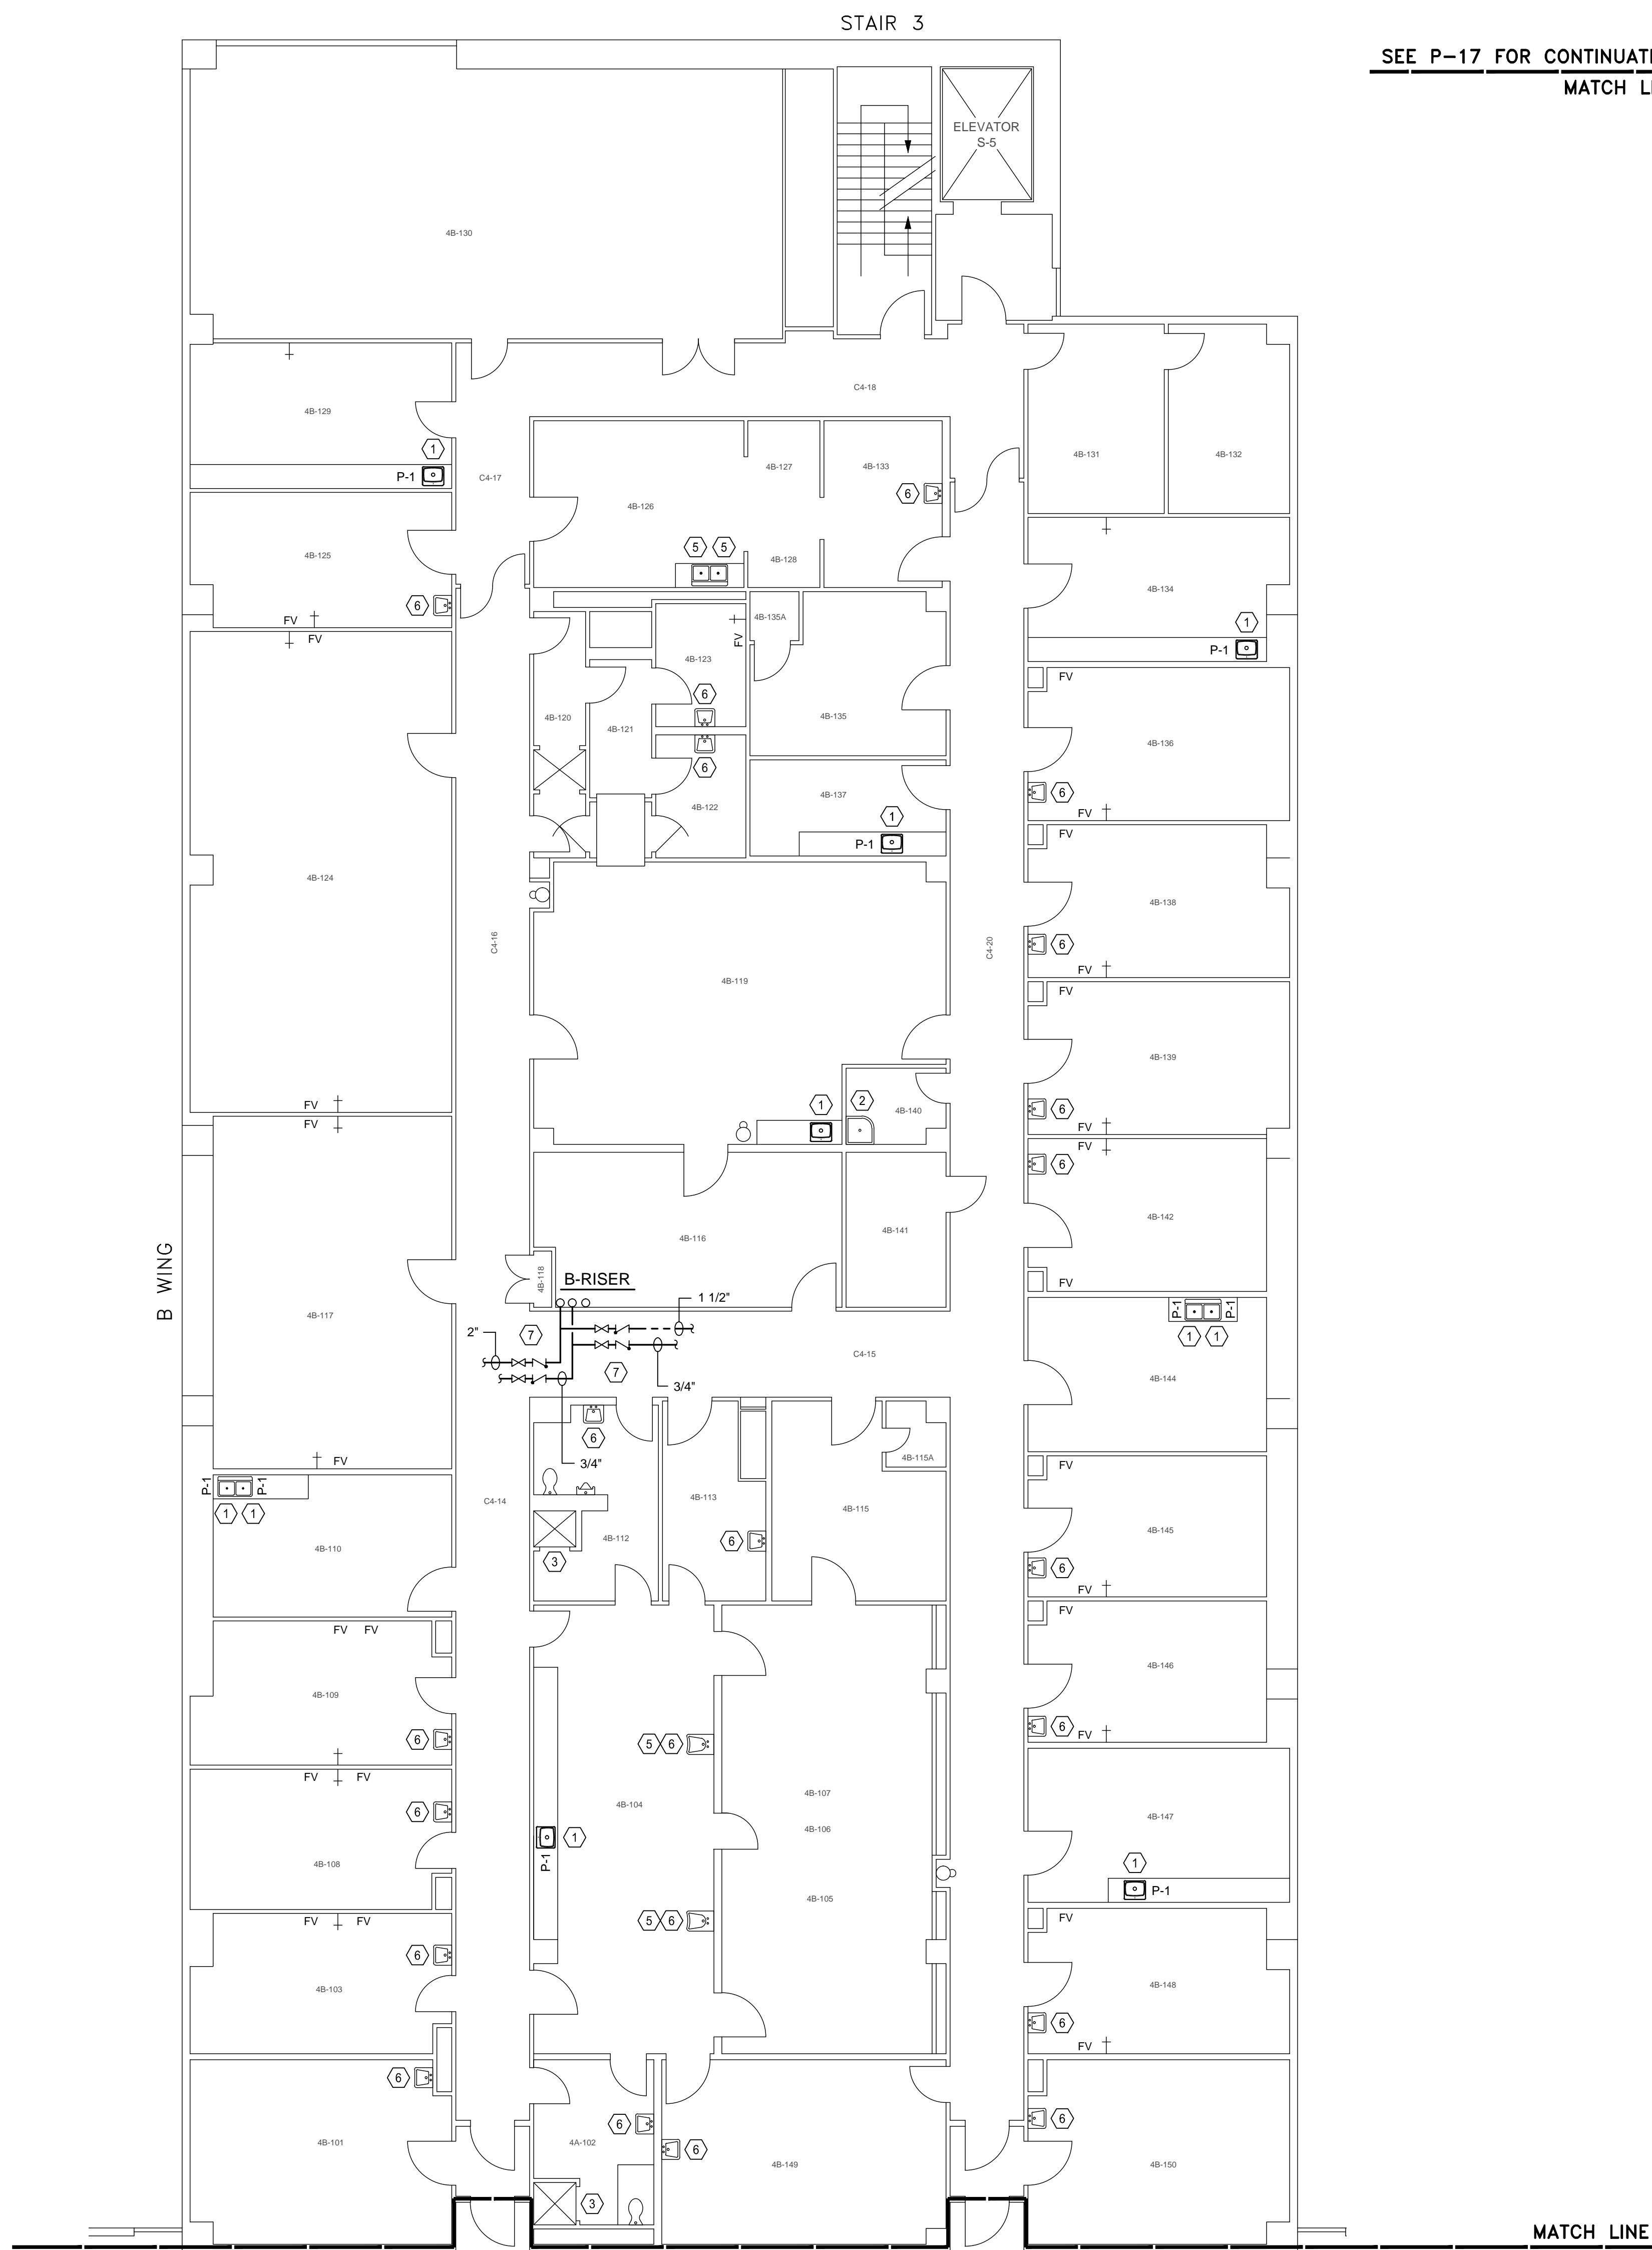 STAIR 3
SEE P-17 FOR CONTINUATI
MATCH LI
ELEVATOR
S-5
4B-130
C4-18
4B-129
1
P-1
C4-17
4B-126
4B-127
4B-133
6
4B-131
4B-132
4B-125
5 5
4B-128
6
FV
FV
4B-134
1
P-1
4B-135A
FV
4B-123
6
4B-120
4B-121
4B-135
6
4B-122
4B-137
1
P-1
FV
4B-136
6
FV
4B-124
C4-16
C4-20
FV
4B-138
6
FV
4B-119
FV
4B-139
6
FV
1
2
4B-140
FV
FV
FV
6
4B-142
FV
4B-116
4B-141
B WING
4B-118
B-RISER
4B-117
1 1/2"
2"
7
7
3/4"
C4-15
3/4"
P-1
P-1
1 1
4B-144
FV
P-1
P-1
1 1
4B-110
C4-14
6
4B-112
3
4B-113
6
4B-115A
4B-115
FV
4B-145
6
FV
FV FV
4B-109
6
FV
4B-146
6
FV
5 6
4B-104
4B-107
4B-106
4B-105
1
P-1
5 6
FV FV
6
4B-108
4B-147
1
P-1
FV FV
6
4B-103
FV
4B-148
6
FV
6
4B-101
6
4A-102
3
6
4B-149
6
4B-150
MATCH LINE